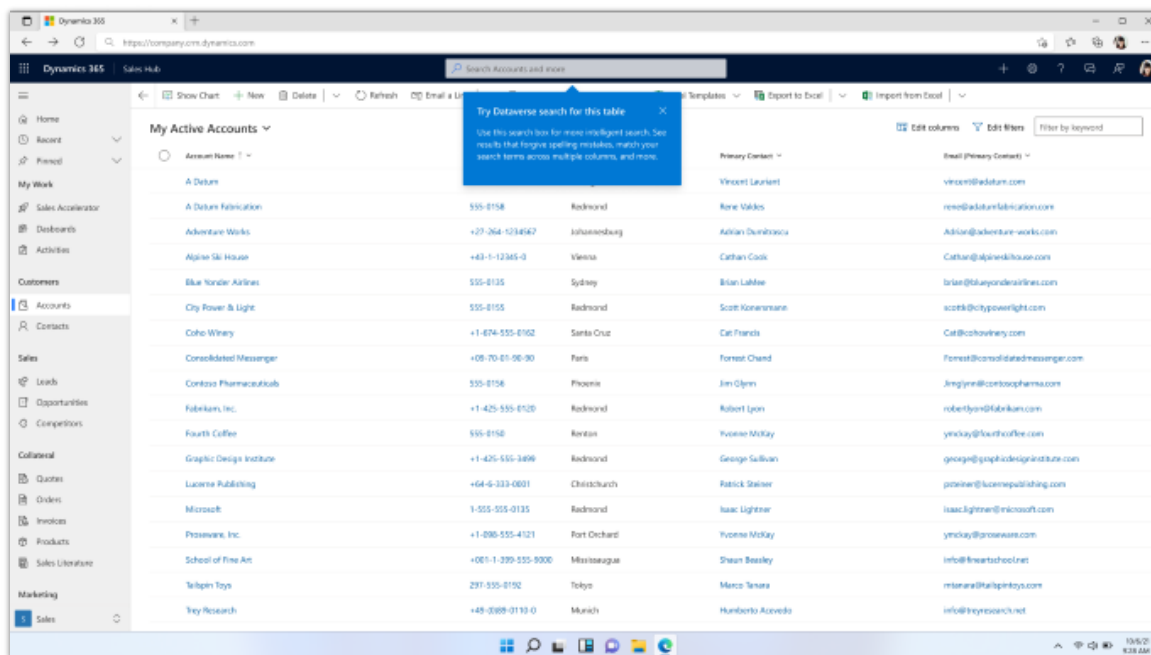 Dynamics 365
https://company.crm.dynamics.com
Dynamics 365 Sales Hub Search Accounts and more
Show Chart New Delete Refresh Email a Templates Export to Excel Import from Excel
Try Dataverse search for this table
Use this search box for more intelligent search. See
results that forgive spelling mistakes, match your
search terms across multiple columns, and more.
My Active Accounts Edit columns Edit filters Filter by keyword
Account Name Primary Contact Email (Primary Contact)
Home
Recent
Pinned
My Work
Sales Accelerator
Dasboards
Activities
Customers
Accounts
Contacts
Sales
Leads
Opportunities
Competitors
Collateral
Quotes
Orders
Invoices
Products
Sales Literature
Marketing
S Sales
A Datum Vincent Lauriant vincent@adatum.com
A Datum Fabrication 555-0158 Redmond Rene Valdes rene@adatumfabrication.com
Adventure Works +27-264-1234567 Johannesburg Adrian Dumitrascu Adrian@adventure-works.com
Alpine Ski House +43-1-12345-0 Vienna Cathan Cook Cathan@alpineskihouse.com
Blue Yonder Airlines 555-0135 Sydney Brian LaMee brian@blueyonderairlines.com
City Power & Light 555-0155 Redmond Scott Konersmann scottk@citypowerlight.com
Coho Winery +1-674-555-0162 Santa Cruz Cat Francis Cat@cohowinery.com
Consolidated Messenger +09-70-01-90-90 Paris Forrest Chand Forrest@consolidatedmessenger.com
Contoso Pharmaceuticals 555-0156 Phoenix Jim Glynn Jimglynn@contosopharma.com
Fabrikam, Inc. +1-425-555-0120 Redmond Robert Lyon robertlyon@fabrikam.com
Fourth Coffee 555-0150 Renton Yvonne McKay ymckay@fourthcoffee.com
Graphic Design Institute +1-425-555-3499 Redmond George Sullivan george@graphicdesigninstitute.com
Lucerne Publishing +64-6-333-0001 Christchurch Patrick Steiner psteiner@lucernepublishing.com
Microsoft 1-555-555-0135 Redmond Isaac Lightner isaac.lightner@microsoft.com
Proseware, Inc. +1-098-555-4121 Port Orchard Yvonne McKay ymckay@proseware.com
School of Fine Art +001-1-399-555-9000 Mississaugue Shaun Beasley info@fineartschool.net
Tailspin Toys 297-555-0192 Tokyo Marco Tanara mtanara@tailspintoys.com
Trey Research +49-(0)89-0110-0 Munich Humberto Acevedo info@treyresearch.net